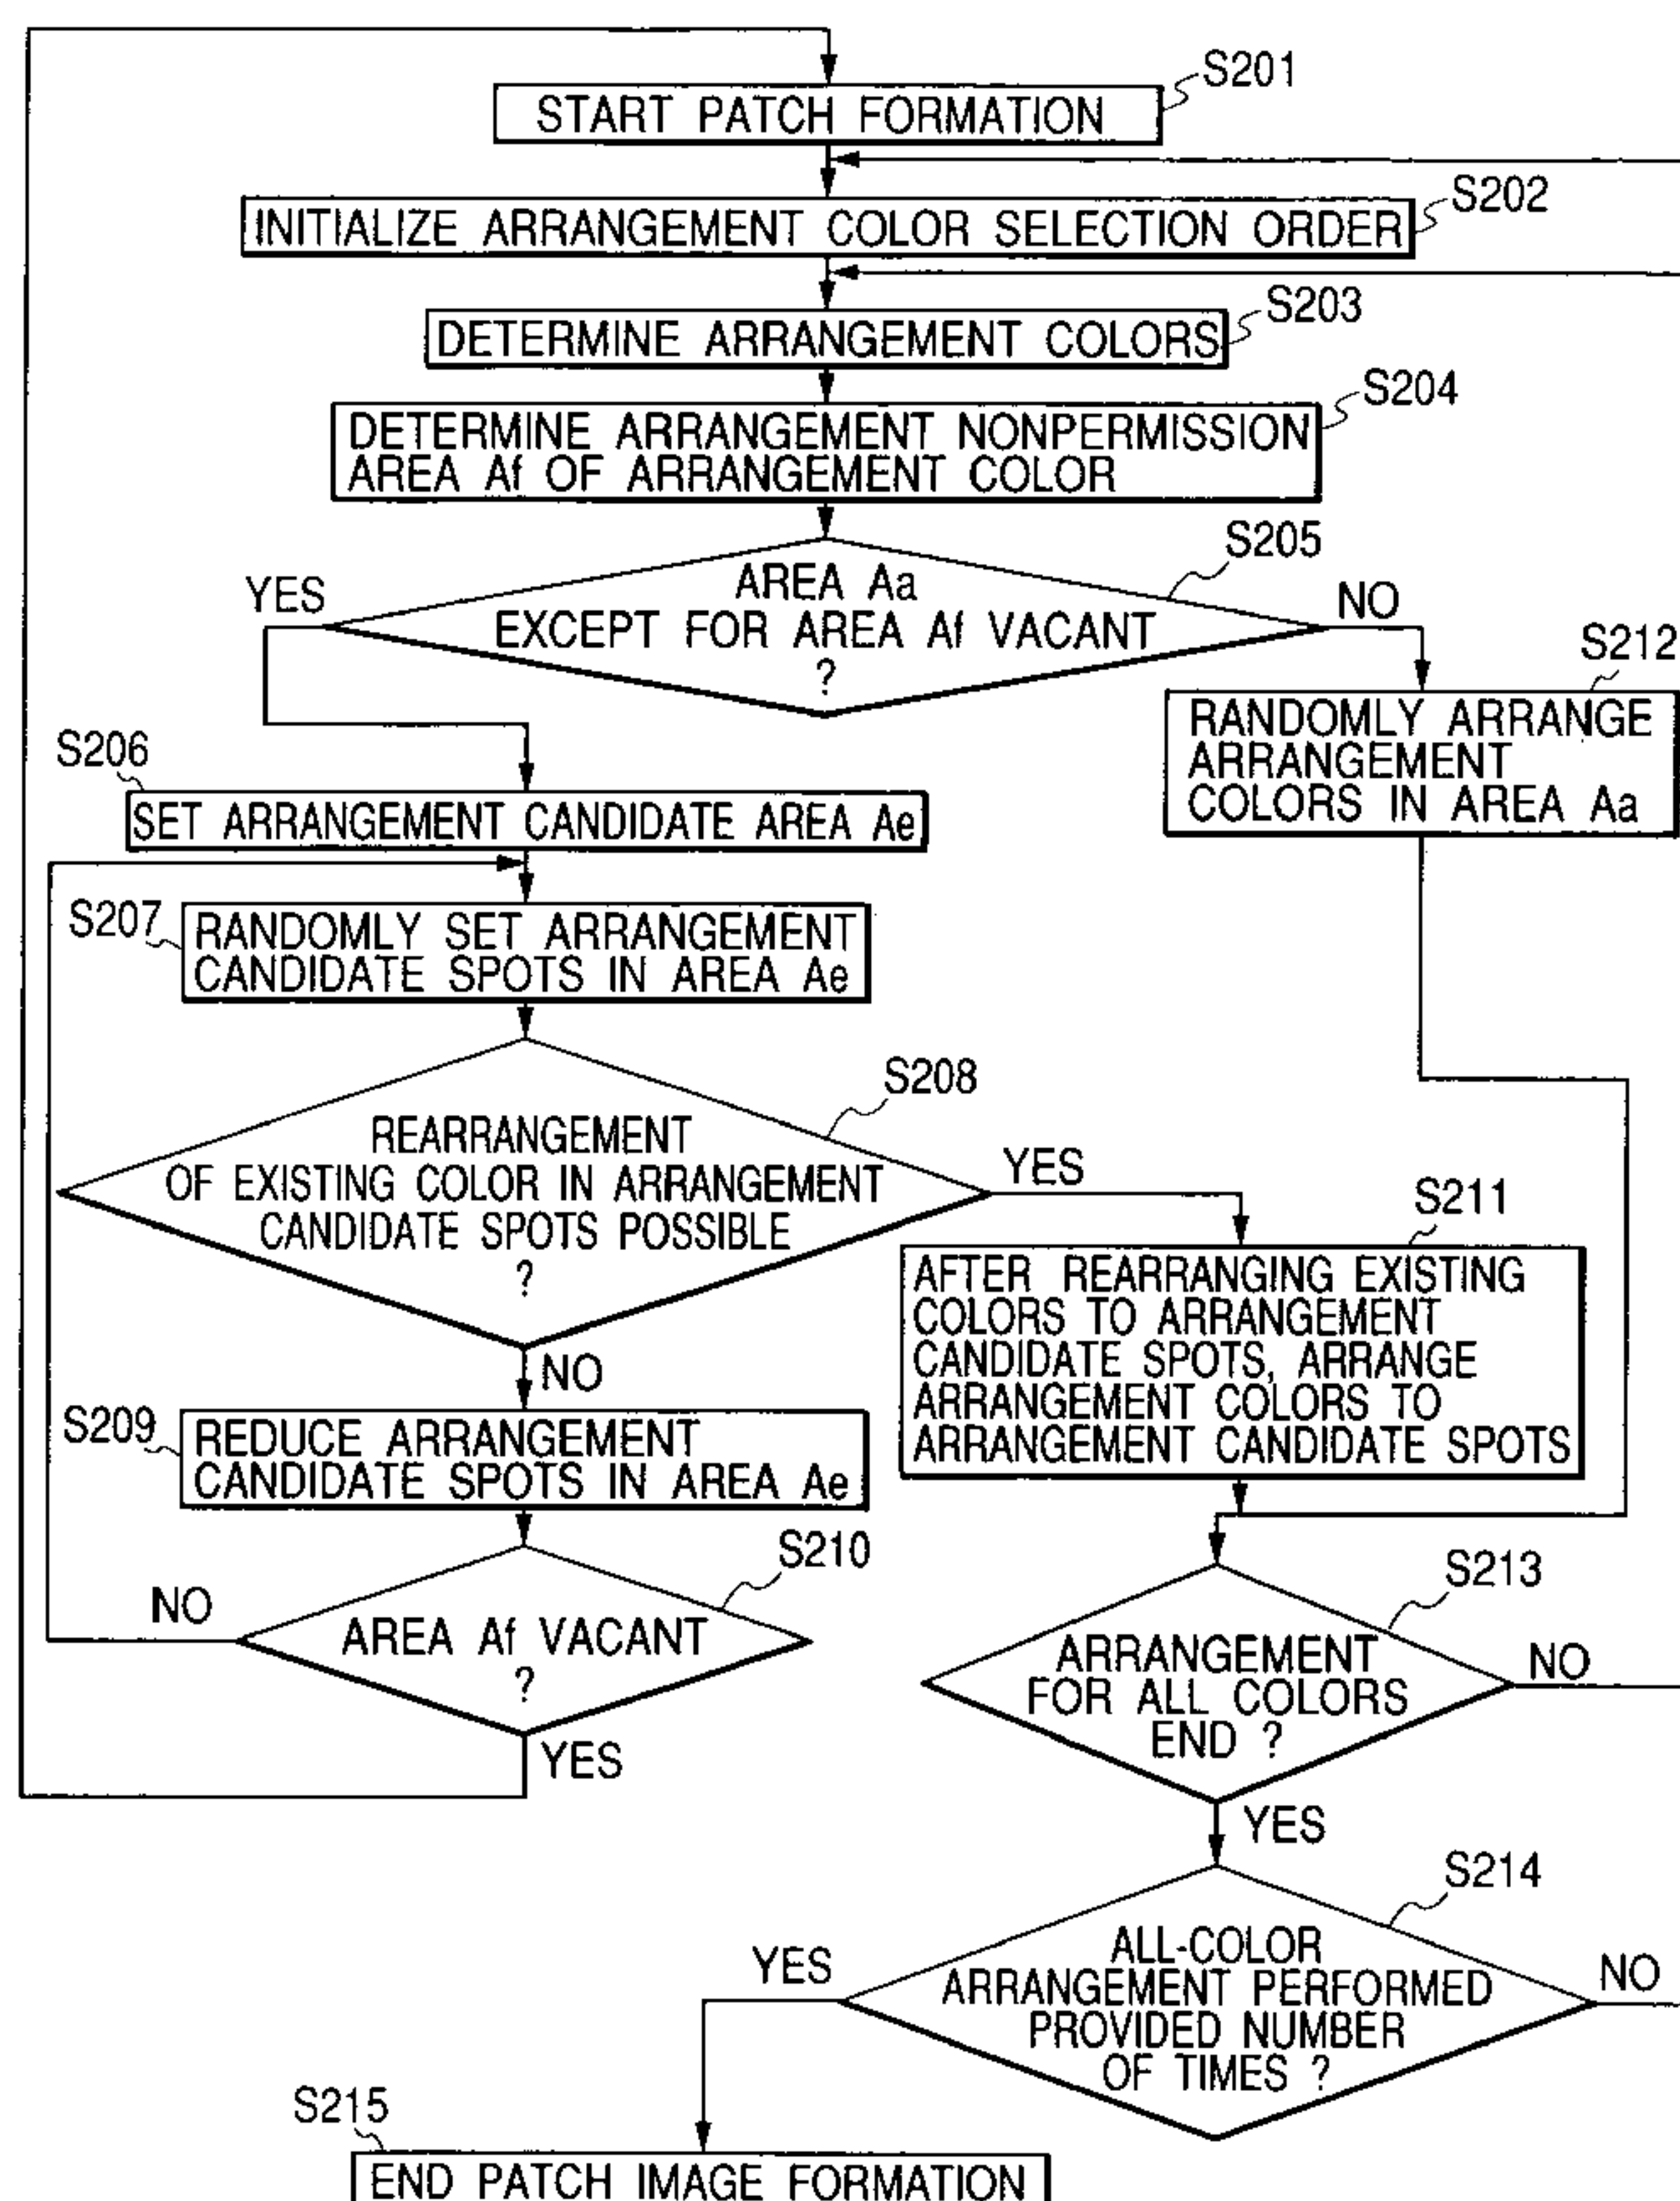 S201
START PATCH FORMATION
S202
INITIALIZE ARRANGEMENT COLOR SELECTION ORDER
S203
DETERMINE ARRANGEMENT COLORS
S204
DETERMINE ARRANGEMENT NONPERMISSION
AREA Af OF ARRANGEMENT COLOR
S205
YES
AREA Aa
EXCEPT FOR AREA Af VACANT
?
NO
S212
RANDOMLY ARRANGE
ARRANGEMENT
COLORS IN AREA Aa
S206
SET ARRANGEMENT CANDIDATE AREA Ae
S207
RANDOMLY SET ARRANGEMENT
CANDIDATE SPOTS IN AREA Ae
S208
REARRANGEMENT
OF EXISTING COLOR IN ARRANGEMENT
CANDIDATE SPOTS POSSIBLE
?
YES
NO
S211
AFTER REARRANGING EXISTING
COLORS TO ARRANGEMENT
CANDIDATE SPOTS, ARRANGE
ARRANGEMENT COLORS TO
ARRANGEMENT CANDIDATE SPOTS
S209
REDUCE ARRANGEMENT
CANDIDATE SPOTS IN AREA Ae
S210
NO
AREA Af VACANT
?
YES
S213
ARRANGEMENT
FOR ALL COLORS
END ?
NO
YES
S214
ALL-COLOR
ARRANGEMENT PERFORMED
PROVIDED NUMBER
OF TIMES ?
YES
NO
S215
END PATCH IMAGE FORMATION